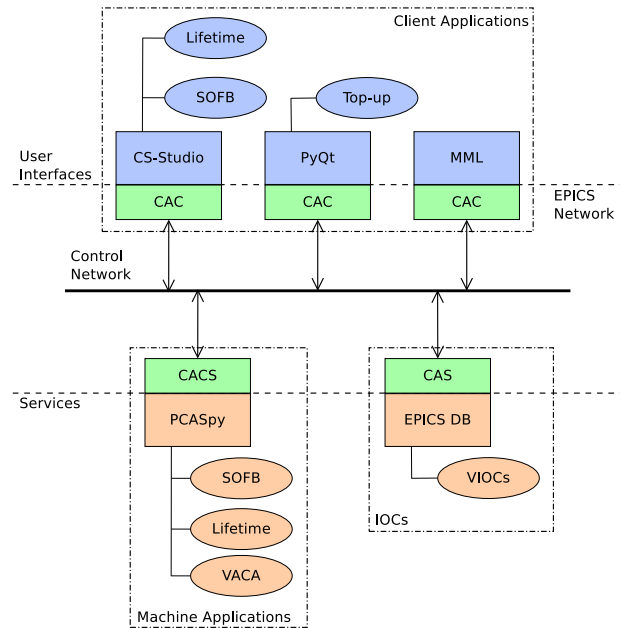 Client Applications
Lifetime
SOFB
Top-up
User
Interfaces
CS-Studio
PyQt
MML
CAC
CAC
CAC
EPICS
Network
Control
Network
CACS
CAS
Services
PCASpy
EPICS DB
SOFB
VIOCs
Lifetime
IOCs
VACA
Machine Applications